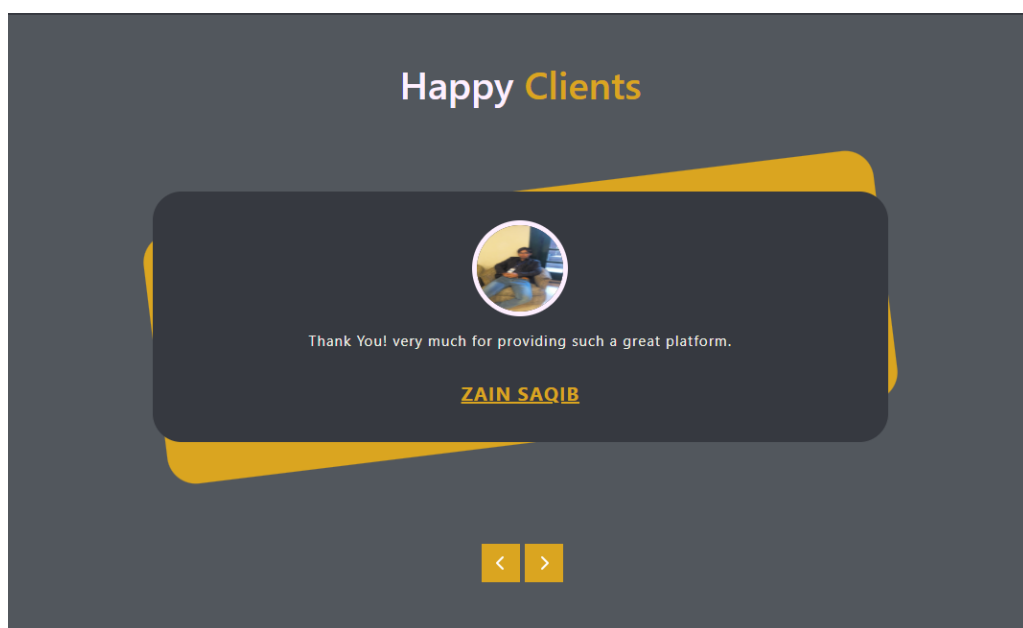 Happy Clients
Thank You! very much for providing such a great platform.
ZAIN SAQIB